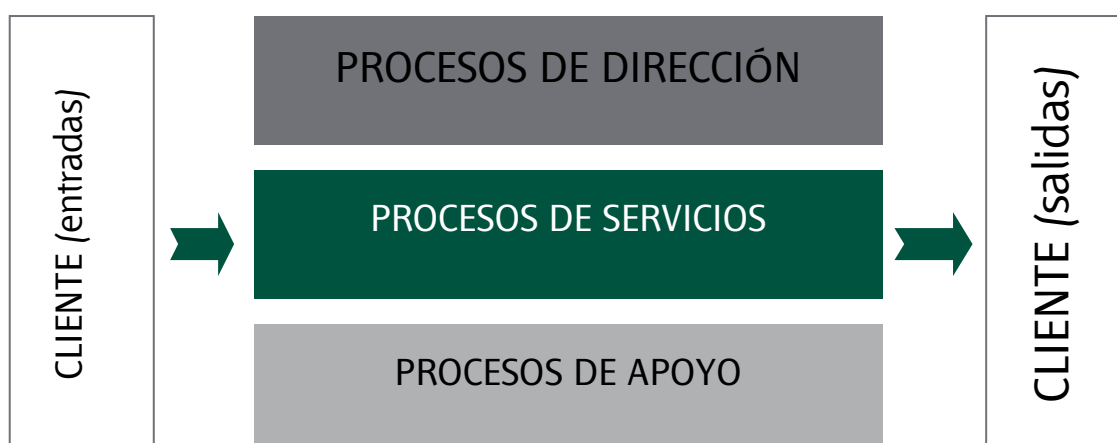 CLIENTE (entradas)
PROCESOS DE DIRECCIÓN
PROCESOS DE SERVICIOS
PROCESOS DE APOYO
CLIENTE (salidas)